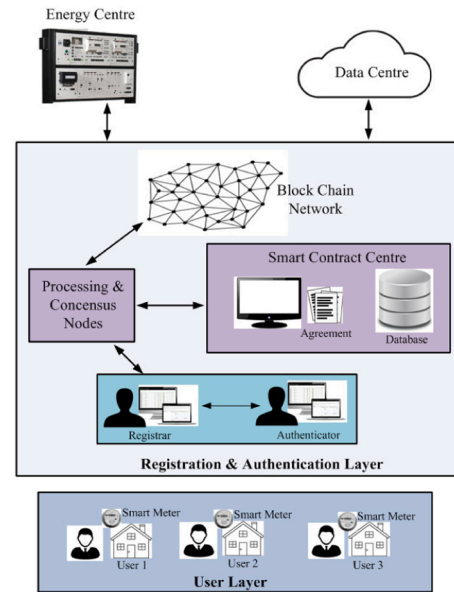 Energy Centre
Data Centre
Block Chain
Network
Smart Contract Centre
Processing &
Concensus
Nodes
Agreement
Database
Registrar
Authenticator
Registration & Authentication Layer
Smart Meter
Smart Meter
Smart Meter
User 1
User 2
User 3
User Layer